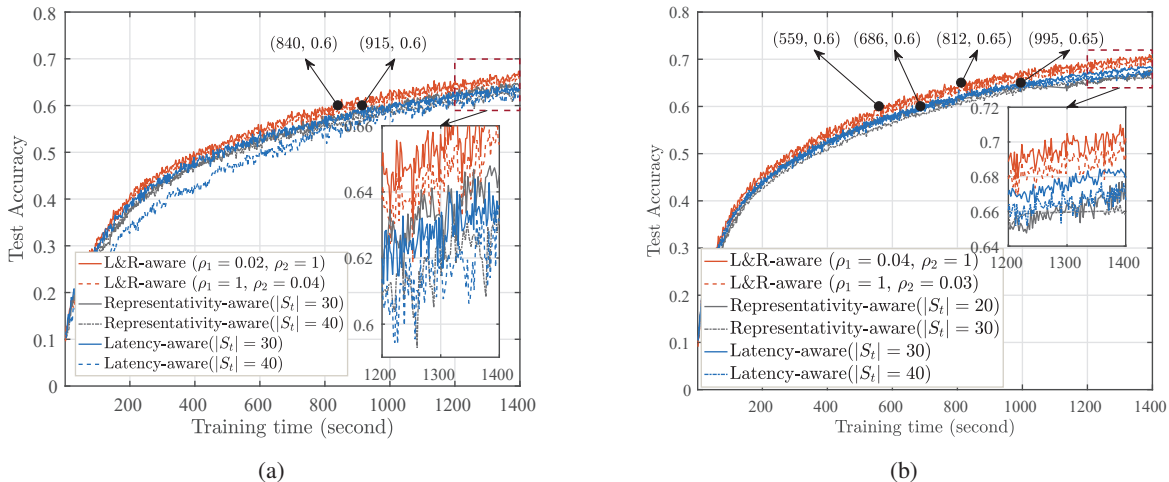 0.8
0.7
0.6
0.5
0.4
0.3
0.2
0.1
0
Test Accuracy
(840, 0.6)
(915, 0.6)
L&R-aware (ρ₁ = 0.02, ρ₂ = 1)
L&R-aware (ρ₁ = 1, ρ₂ = 0.04)
Representativity-aware(|Sₜ| = 30)
Representativity-aware(|Sₜ| = 40)
Latency-aware(|Sₜ| = 30)
Latency-aware(|Sₜ| = 40)
0.66
0.64
0.62
0.6
1200 1300 1400
200 400 600 800 1000 1200 1400
Training time (second)
(a)
0.8
0.7
0.6
0.5
0.4
0.3
0.2
0.1
0
Test Accuracy
(559, 0.6)
(686, 0.6)
(812, 0.65)
(995, 0.65)
L&R-aware (ρ₁ = 0.04, ρ₂ = 1)
L&R-aware (ρ₁ = 1, ρ₂ = 0.03)
Representativity-aware(|Sₜ| = 20)
Representativity-aware(|Sₜ| = 30)
Latency-aware(|Sₜ| = 30)
Latency-aware(|Sₜ| = 40)
0.72
0.7
0.68
0.66
0.64
1200 1300 1400
200 400 600 800 1000 1200 1400
Training time (second)
(b)